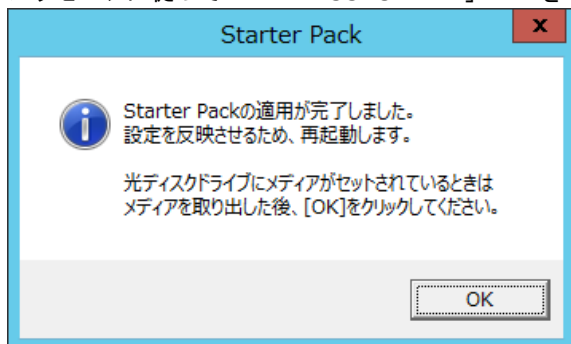 Starter Pack
x
Starter Packの適用が完了しました。
設定を反映させるため、再起動します。
光ディスクドライブにメディアがセットされているときは
メディアを取り出した後、[OK]をクリックしてください。
OK